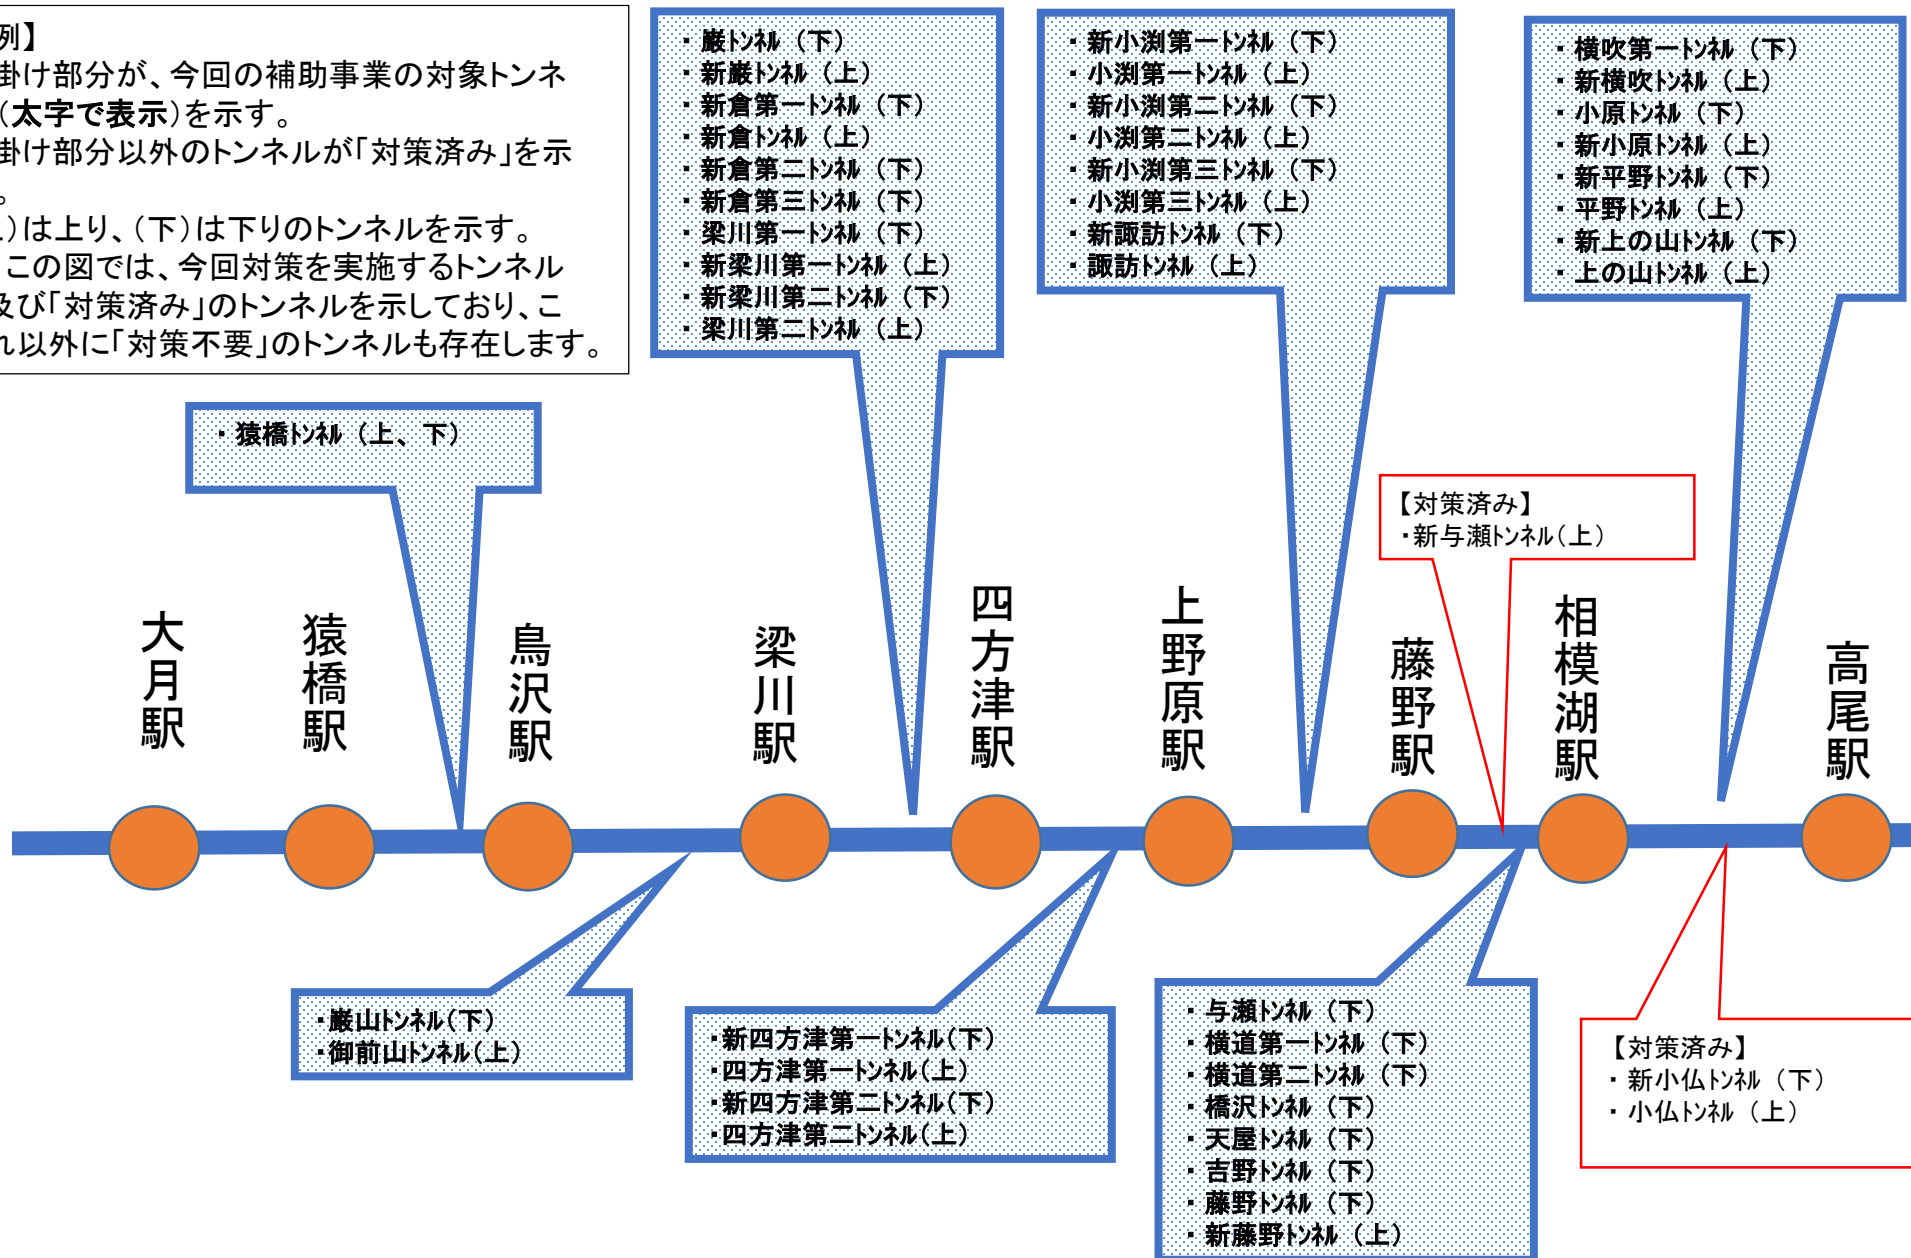 例】
掛け部分が、今回の補助事業の対象トンネ
(太字で表示)を示す。
掛け部分以外のトンネルが「対策済み」を示
。
)は上り、(下)は下りのトンネルを示す。
この図では、今回対策を実施するトンネル
及び「対策済み」のトンネルを示しており、こ
れ以外に「対策不要」のトンネルも存在します。
・巌トンネル（下）
・新巌トンネル（上）
・新倉第一トンネル（下）
・新倉トンネル（上）
・新倉第二トンネル（下）
・新倉第三トンネル（下）
・梁川第一トンネル（下）
・新梁川第一トンネル（上）
・新梁川第二トンネル（下）
・梁川第二トンネル（上）
・新小渕第一トンネル（下）
・小渕第一トンネル（上）
・新小渕第二トンネル（下）
・小渕第二トンネル（上）
・新小渕第三トンネル（下）
・小渕第三トンネル（上）
・新諏訪トンネル（下）
・諏訪トンネル（上）
・横吹第一トンネル（下）
・新横吹トンネル（上）
・小原トンネル（下）
・新小原トンネル（上）
・新平野トンネル（下）
・平野トンネル（上）
・新上の山トンネル（下）
・上の山トンネル（上）
・猿橋トンネル（上、下）
【対策済み】
・新与瀬トンネル(上)
大月駅
猿橋駅
鳥沢駅
梁川駅
四方津駅
上野原駅
藤野駅
相模湖駅
高尾駅
・巌山トンネル(下)
・御前山トンネル(上)
・新四方津第一トンネル(下)
・四方津第一トンネル(上)
・新四方津第二トンネル(下)
・四方津第二トンネル(上)
・与瀬トンネル（下）
・横道第一トンネル（下）
・横道第二トンネル（下）
・橋沢トンネル（下）
・天屋トンネル（下）
・吉野トンネル（下）
・藤野トンネル（下）
・新藤野トンネル（上）
【対策済み】
・新小仏トンネル（下）
・小仏トンネル（上）